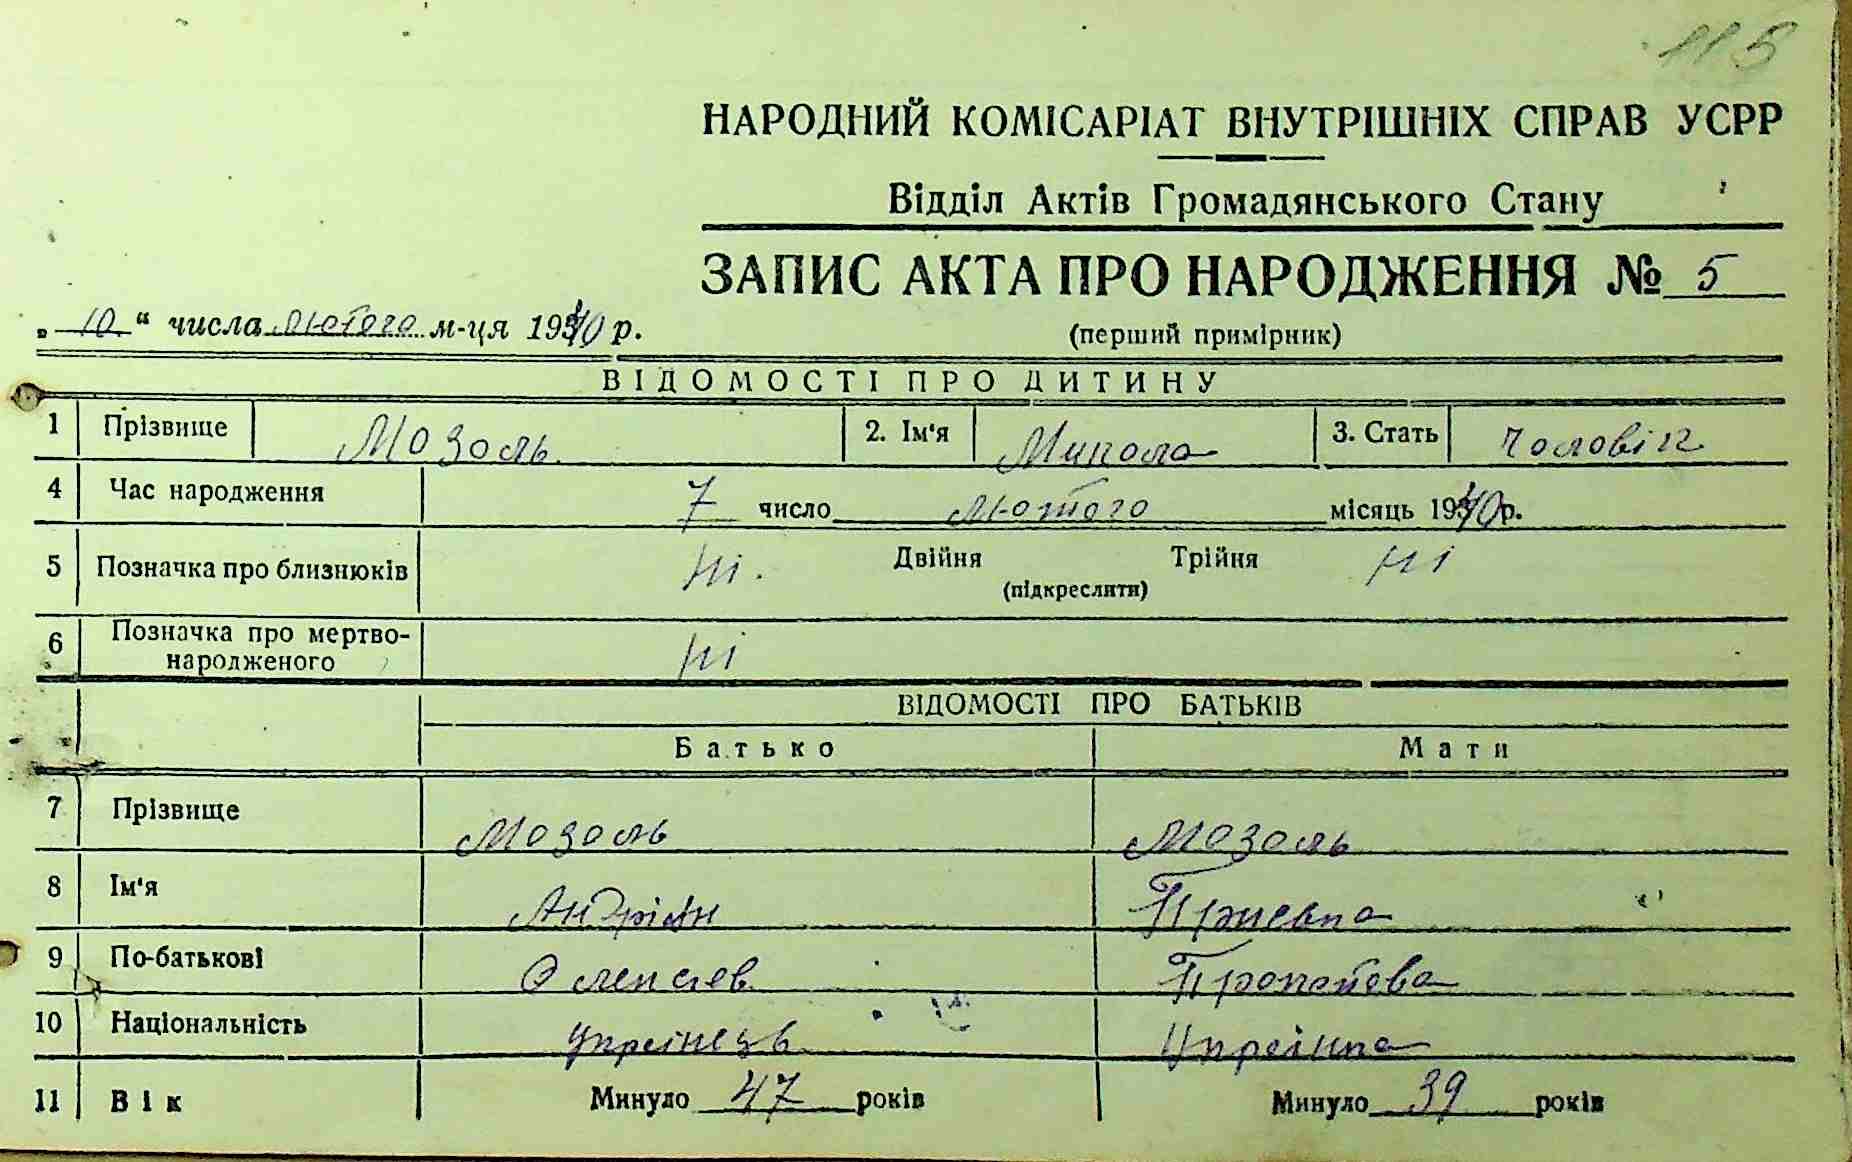 115
НАРОДНИЙ КОМІСАРІАТ ВНУТРІШНІХ СПРАВ УСРР
Відділ Актів Громадянського Стану
ЗАПИС АКТА ПРО НАРОДЖЕННЯ № 5
„10“ числа лютого м-ця 1940 р.
(перший примірник)
ВІДОМОСТІ ПРО ДИТИНУ
1 Прізвище Мозоль 2. Ім'я Микола 3. Стать Чоловік
4 Час народження 7 число лютого місяць 1940 р.
5 Позначка про близнюків ні. Двійня Трійня ні
(підкреслити)
6 Позначка про мертво-
народженого ні
ВІДОМОСТІ ПРО БАТЬКІВ
Батько Мати
7 Прізвище Мозоль Мозоль
8 Ім'я Андріян
9 По-батькові Олексієв
10 Національність українець Українка
11 Вік Минуло 47 років Минуло 39 років